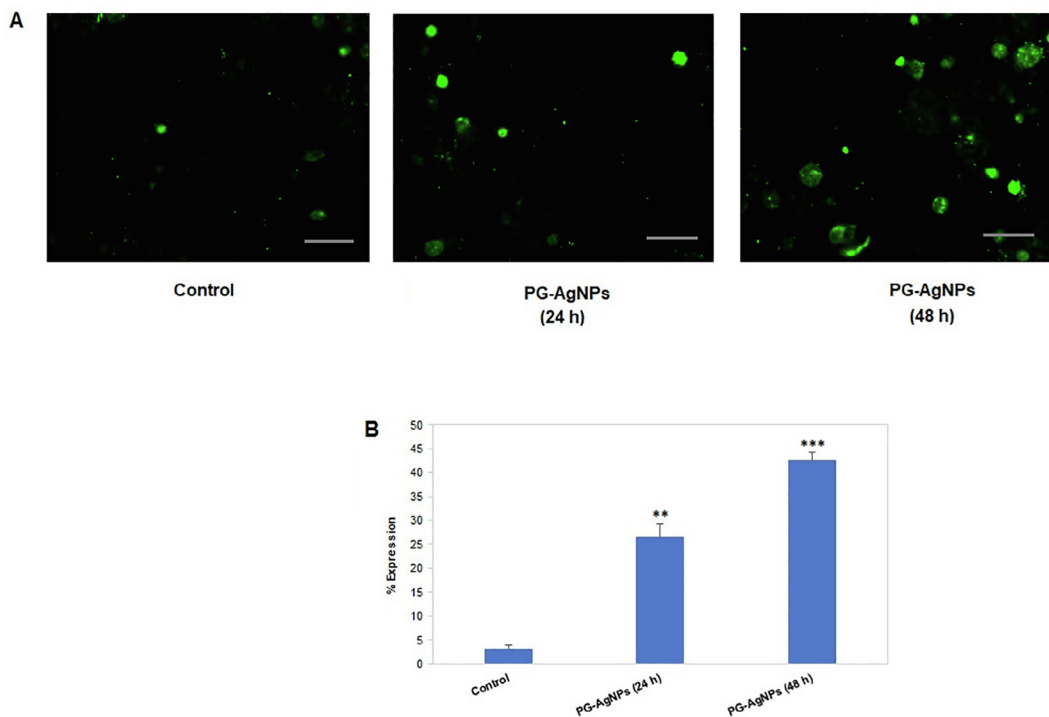 A
Control
PG-AgNPs
(24 h)
PG-AgNPs
(48 h)
B
50
45
40
35
30
25
20
15
10
5
0
% Expression
**
***
Control
PG-AgNPs (24 h)
PG-AgNPs (48 h)